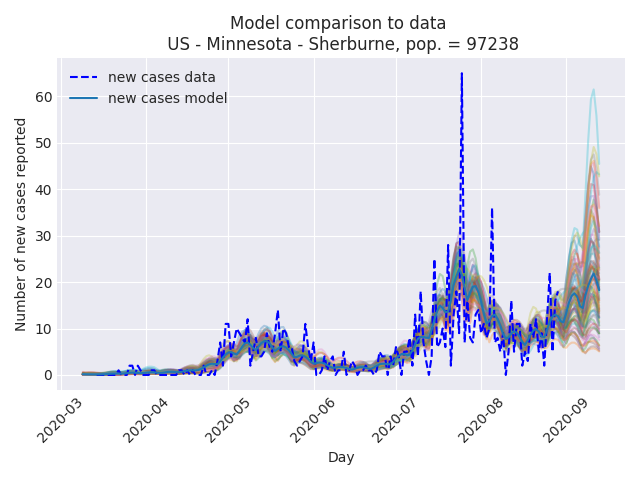 Model comparison to data
US - Minnesota - Sherburne, pop. = 97238
new cases data
new cases model
Number of new cases reported
60
50
40
30
20
10
0
2020-03
2020-04
2020-05
2020-06
2020-07
2020-08
2020-09
Day